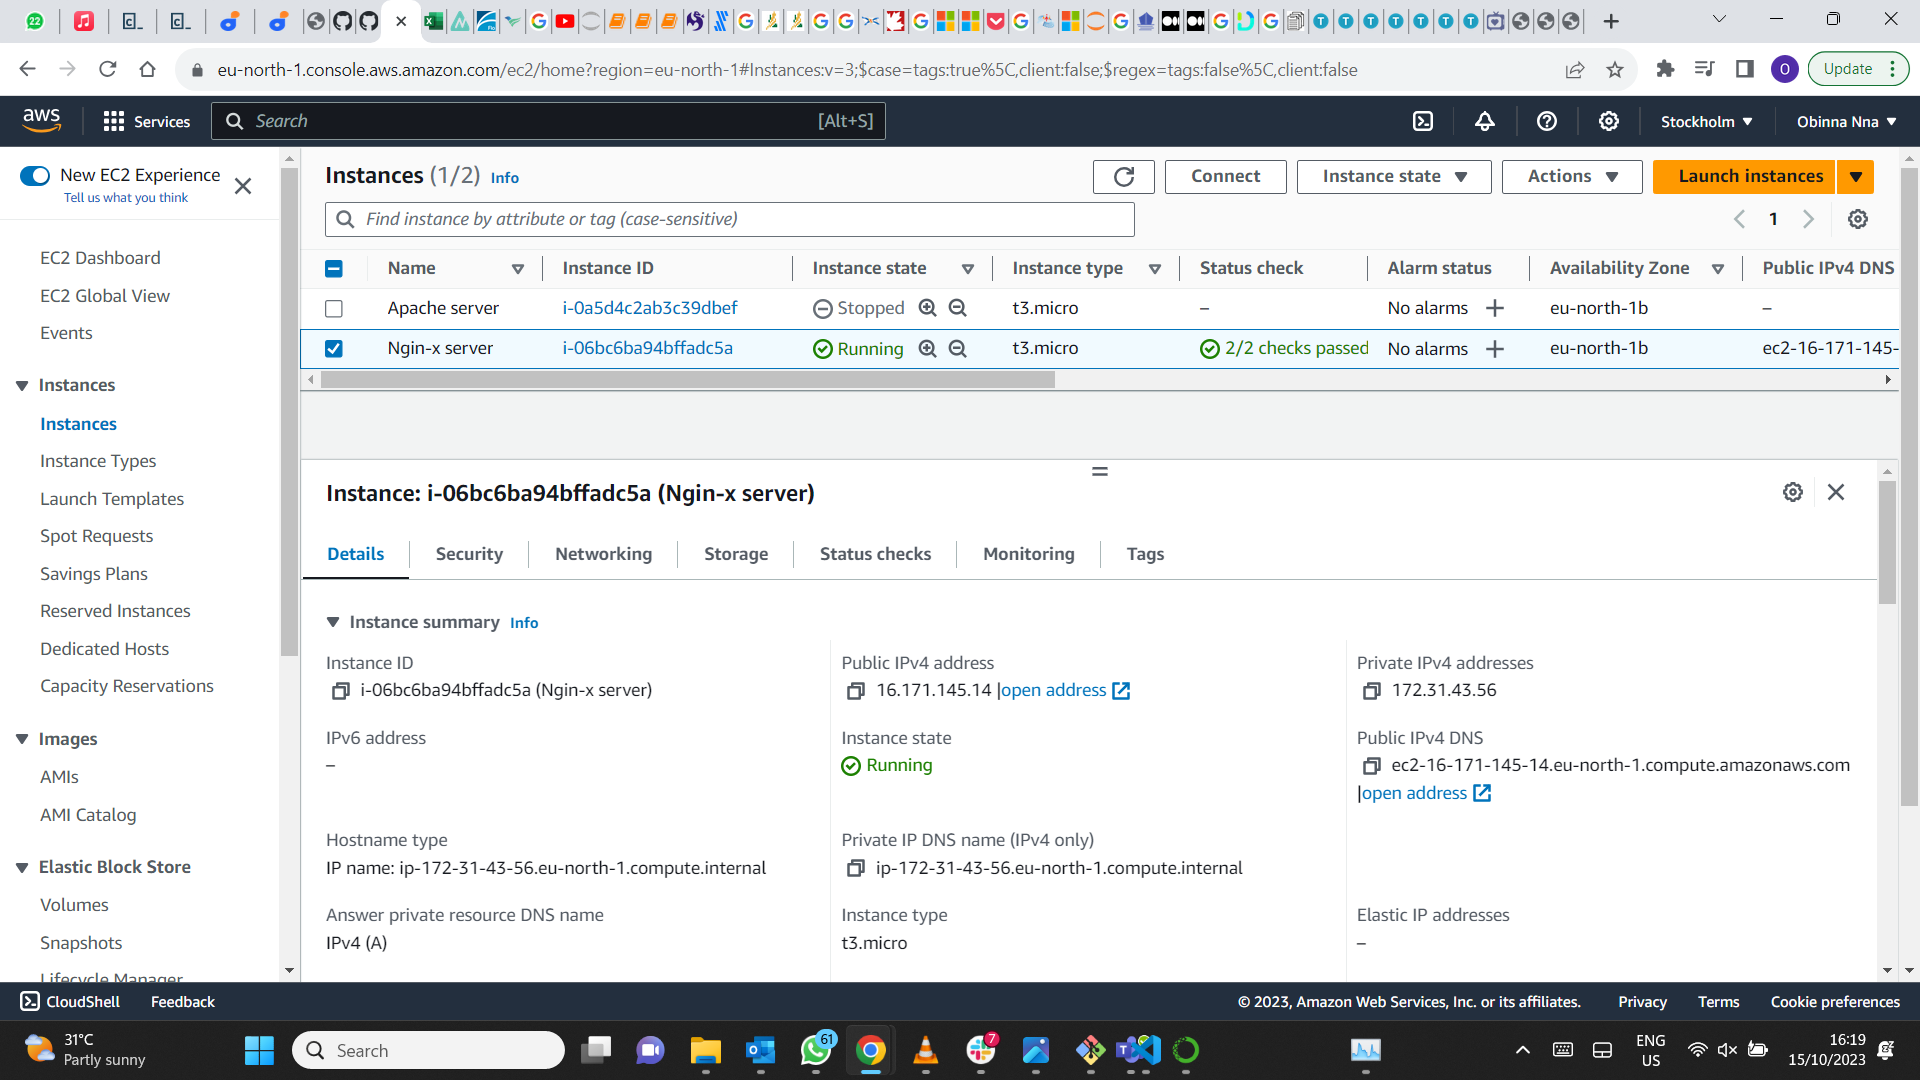 22
eu-north-1.console.aws.amazon.com/ec2/home?region=eu-north-1#Instances:v=3;$case=tags:true%5C,client:false;$regex=tags:false%5C,client:false
O
Update
aws
Services
Search
[Alt+S]
Stockholm
Obinna Nna
New EC2 Experience
Tell us what you think
EC2 Dashboard
EC2 Global View
Events
Instances
Instances
Instance Types
Launch Templates
Spot Requests
Savings Plans
Reserved Instances
Dedicated Hosts
Capacity Reservations
Images
AMIs
AMI Catalog
Elastic Block Store
Volumes
Snapshots
Lifecycle Manager
Instances (1/2) Info
Connect
Instance state
Actions
Launch instances
Find instance by attribute or tag (case-sensitive)
1
Name Instance ID Instance state Instance type Status check Alarm status Availability Zone Public IPv4 DNS
Apache server i-0a5d4c2ab3c39dbef Stopped t3.micro – No alarms eu-north-1b –
Ngin-x server i-06bc6ba94bffadc5a Running t3.micro 2/2 checks passed No alarms eu-north-1b ec2-16-171-145-
Instance: i-06bc6ba94bffadc5a (Ngin-x server)
Details Security Networking Storage Status checks Monitoring Tags
Instance summary Info
Instance ID
i-06bc6ba94bffadc5a (Ngin-x server)
Public IPv4 address
16.171.145.14 |open address
Private IPv4 addresses
172.31.43.56
IPv6 address
–
Instance state
Running
Public IPv4 DNS
ec2-16-171-145-14.eu-north-1.compute.amazonaws.com
|open address
Hostname type
IP name: ip-172-31-43-56.eu-north-1.compute.internal
Private IP DNS name (IPv4 only)
ip-172-31-43-56.eu-north-1.compute.internal
Answer private resource DNS name
IPv4 (A)
Instance type
t3.micro
Elastic IP addresses
–
CloudShell
Feedback
© 2023, Amazon Web Services, Inc. or its affiliates.
Privacy
Terms
Cookie preferences
31°C
Partly sunny
Search
61
7
ENG
US
16:19
15/10/2023